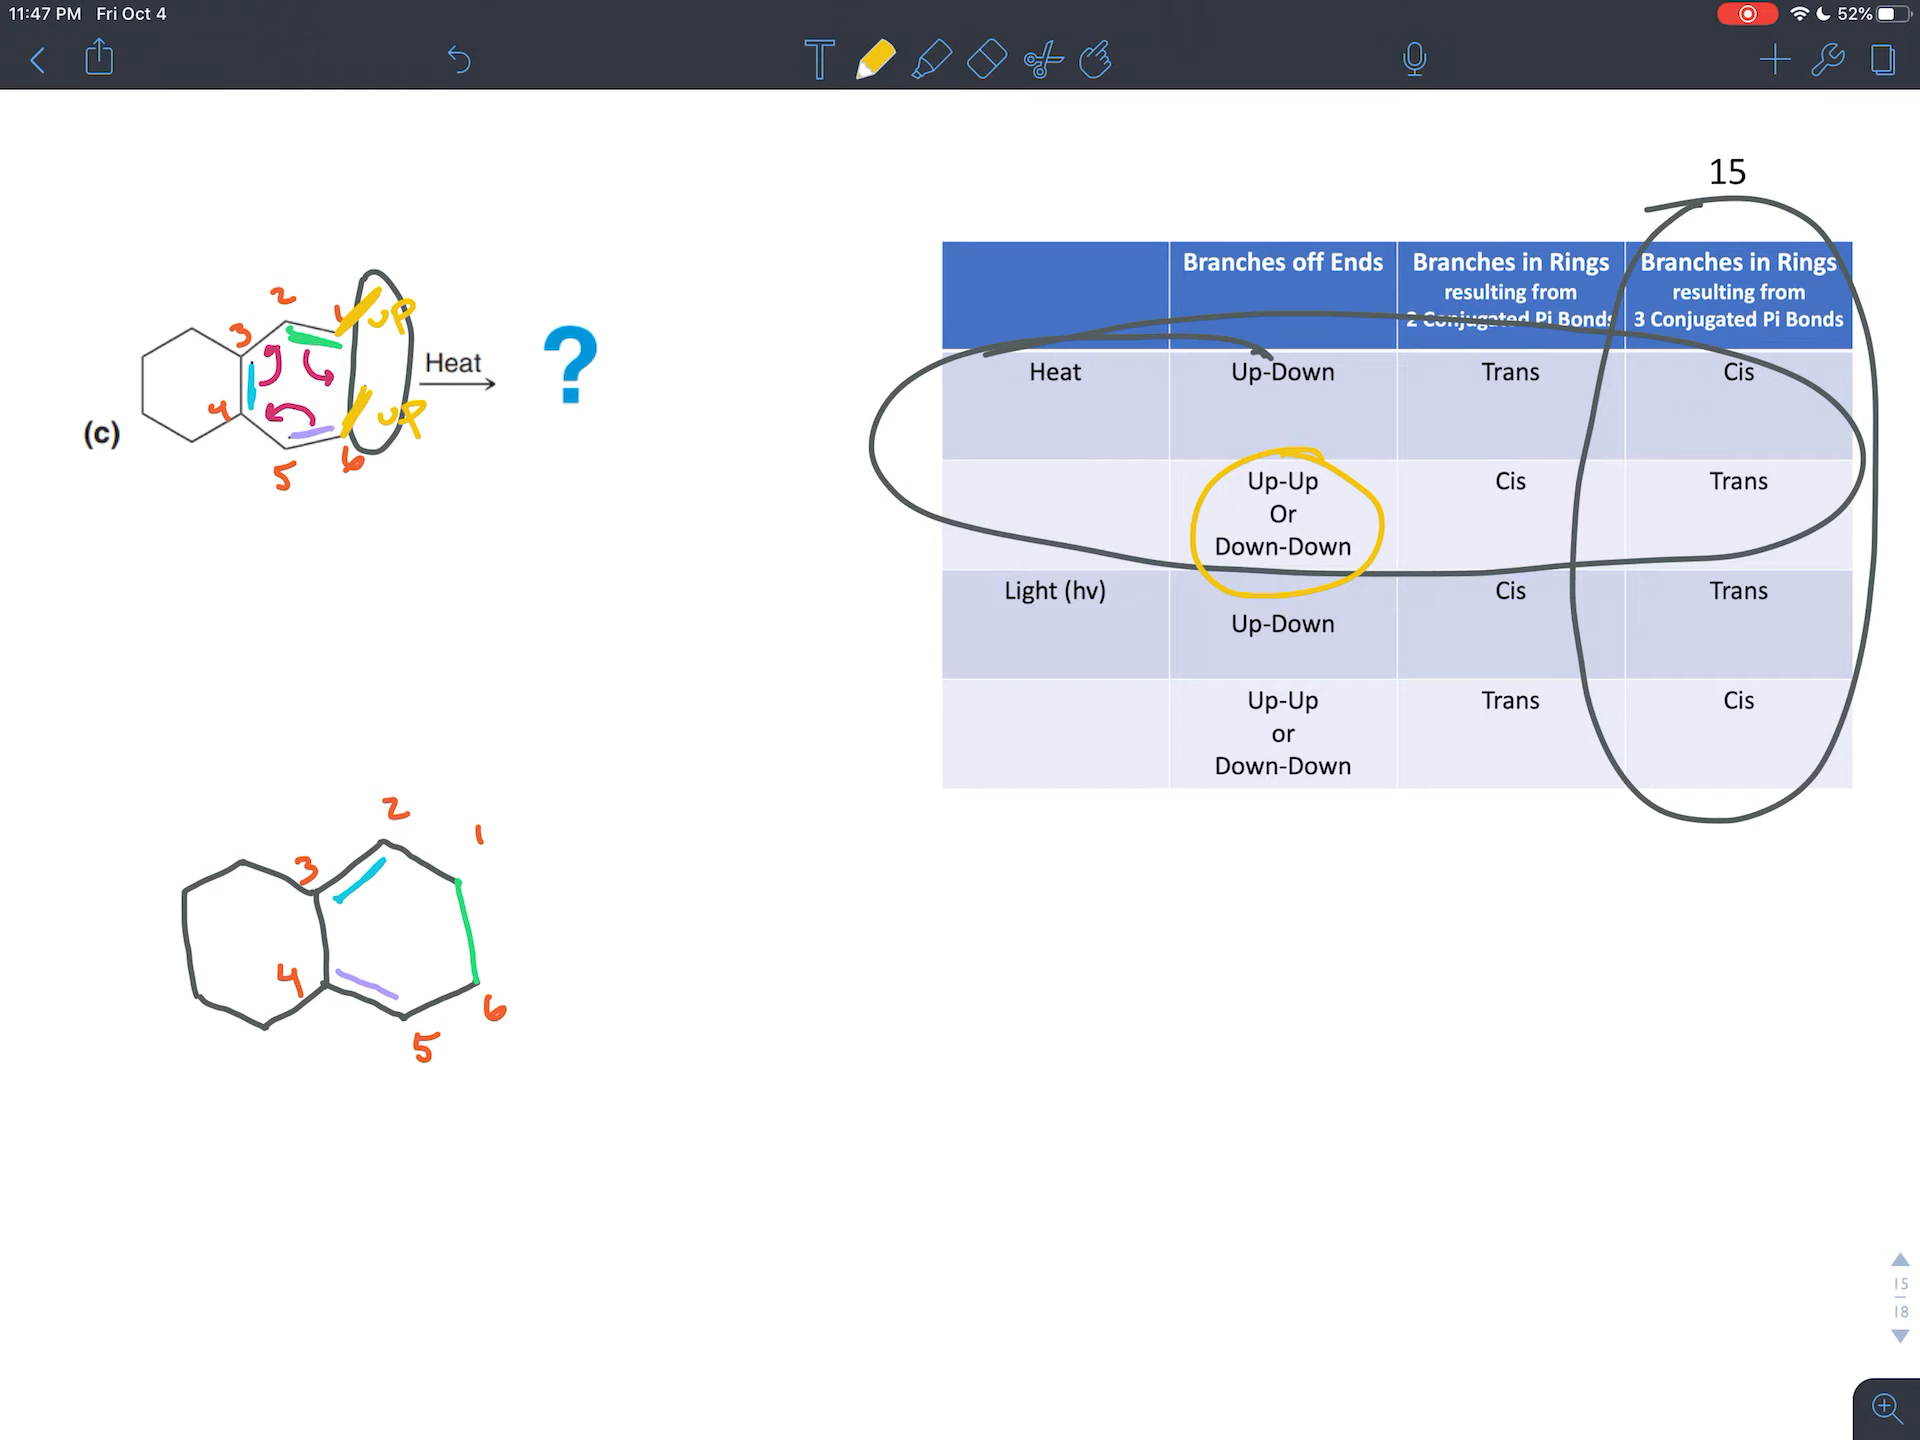 11:47 PM Fri Oct 4
52%
T
15
2
1
UP
3
Heat
?
4
UP
(c)
5
6
Branches off Ends
Branches in Rings
resulting from
2 Conjugated Pi Bonds
Branches in Rings
resulting from
3 Conjugated Pi Bonds
Heat
Up-Down
Trans
Cis
Up-Up
Or
Down-Down
Cis
Trans
Light (hv)
Up-Down
Cis
Trans
Up-Up
or
Down-Down
Trans
Cis
2
1
3
4
6
5
15
18